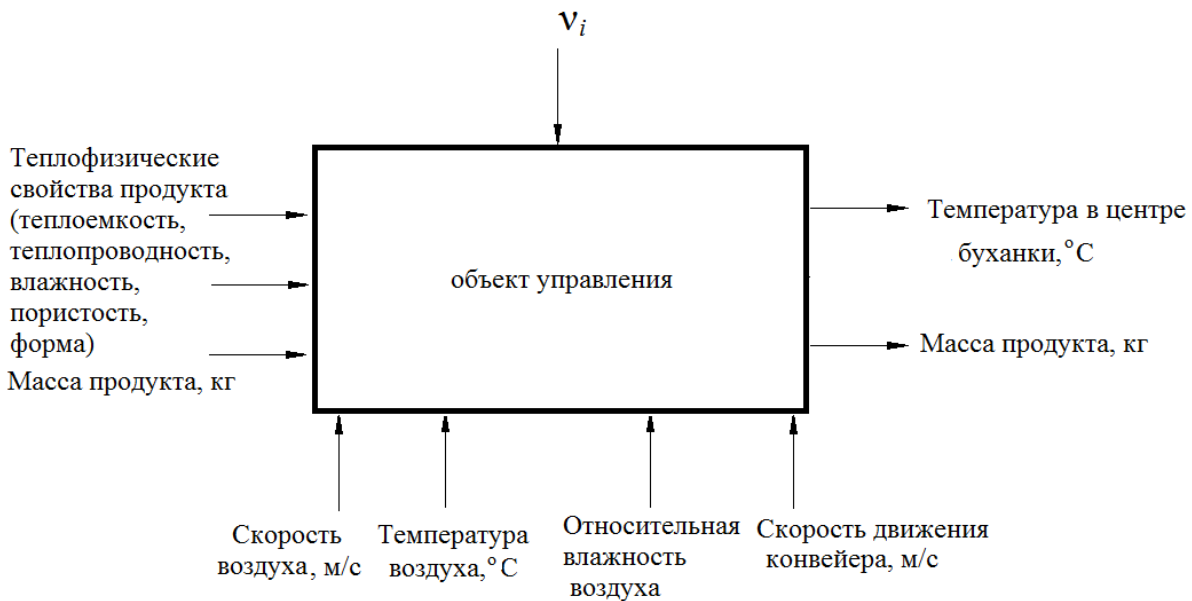 νi
Теплофизические
свойства продукта
(теплоемкость,
теплопроводность,
влажность,
пористость,
форма)
Масса продукта, кг
объект управления
Температура в центре
буханки,°С
Масса продукта, кг
Скорость
воздуха, м/с
Температура
воздуха,°С
Относительная
влажность
воздуха
Скорость движения
конвейера, м/с